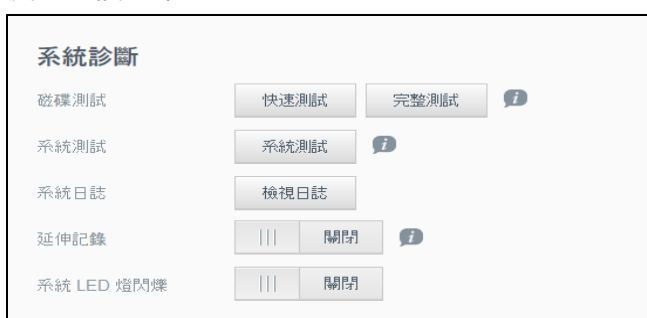 系統診斷
磁碟測試 快速測試 完整測試
系統測試 系統測試
系統日誌 檢視日誌
延伸記錄 關閉
系統 LED 燈閃爍 關閉